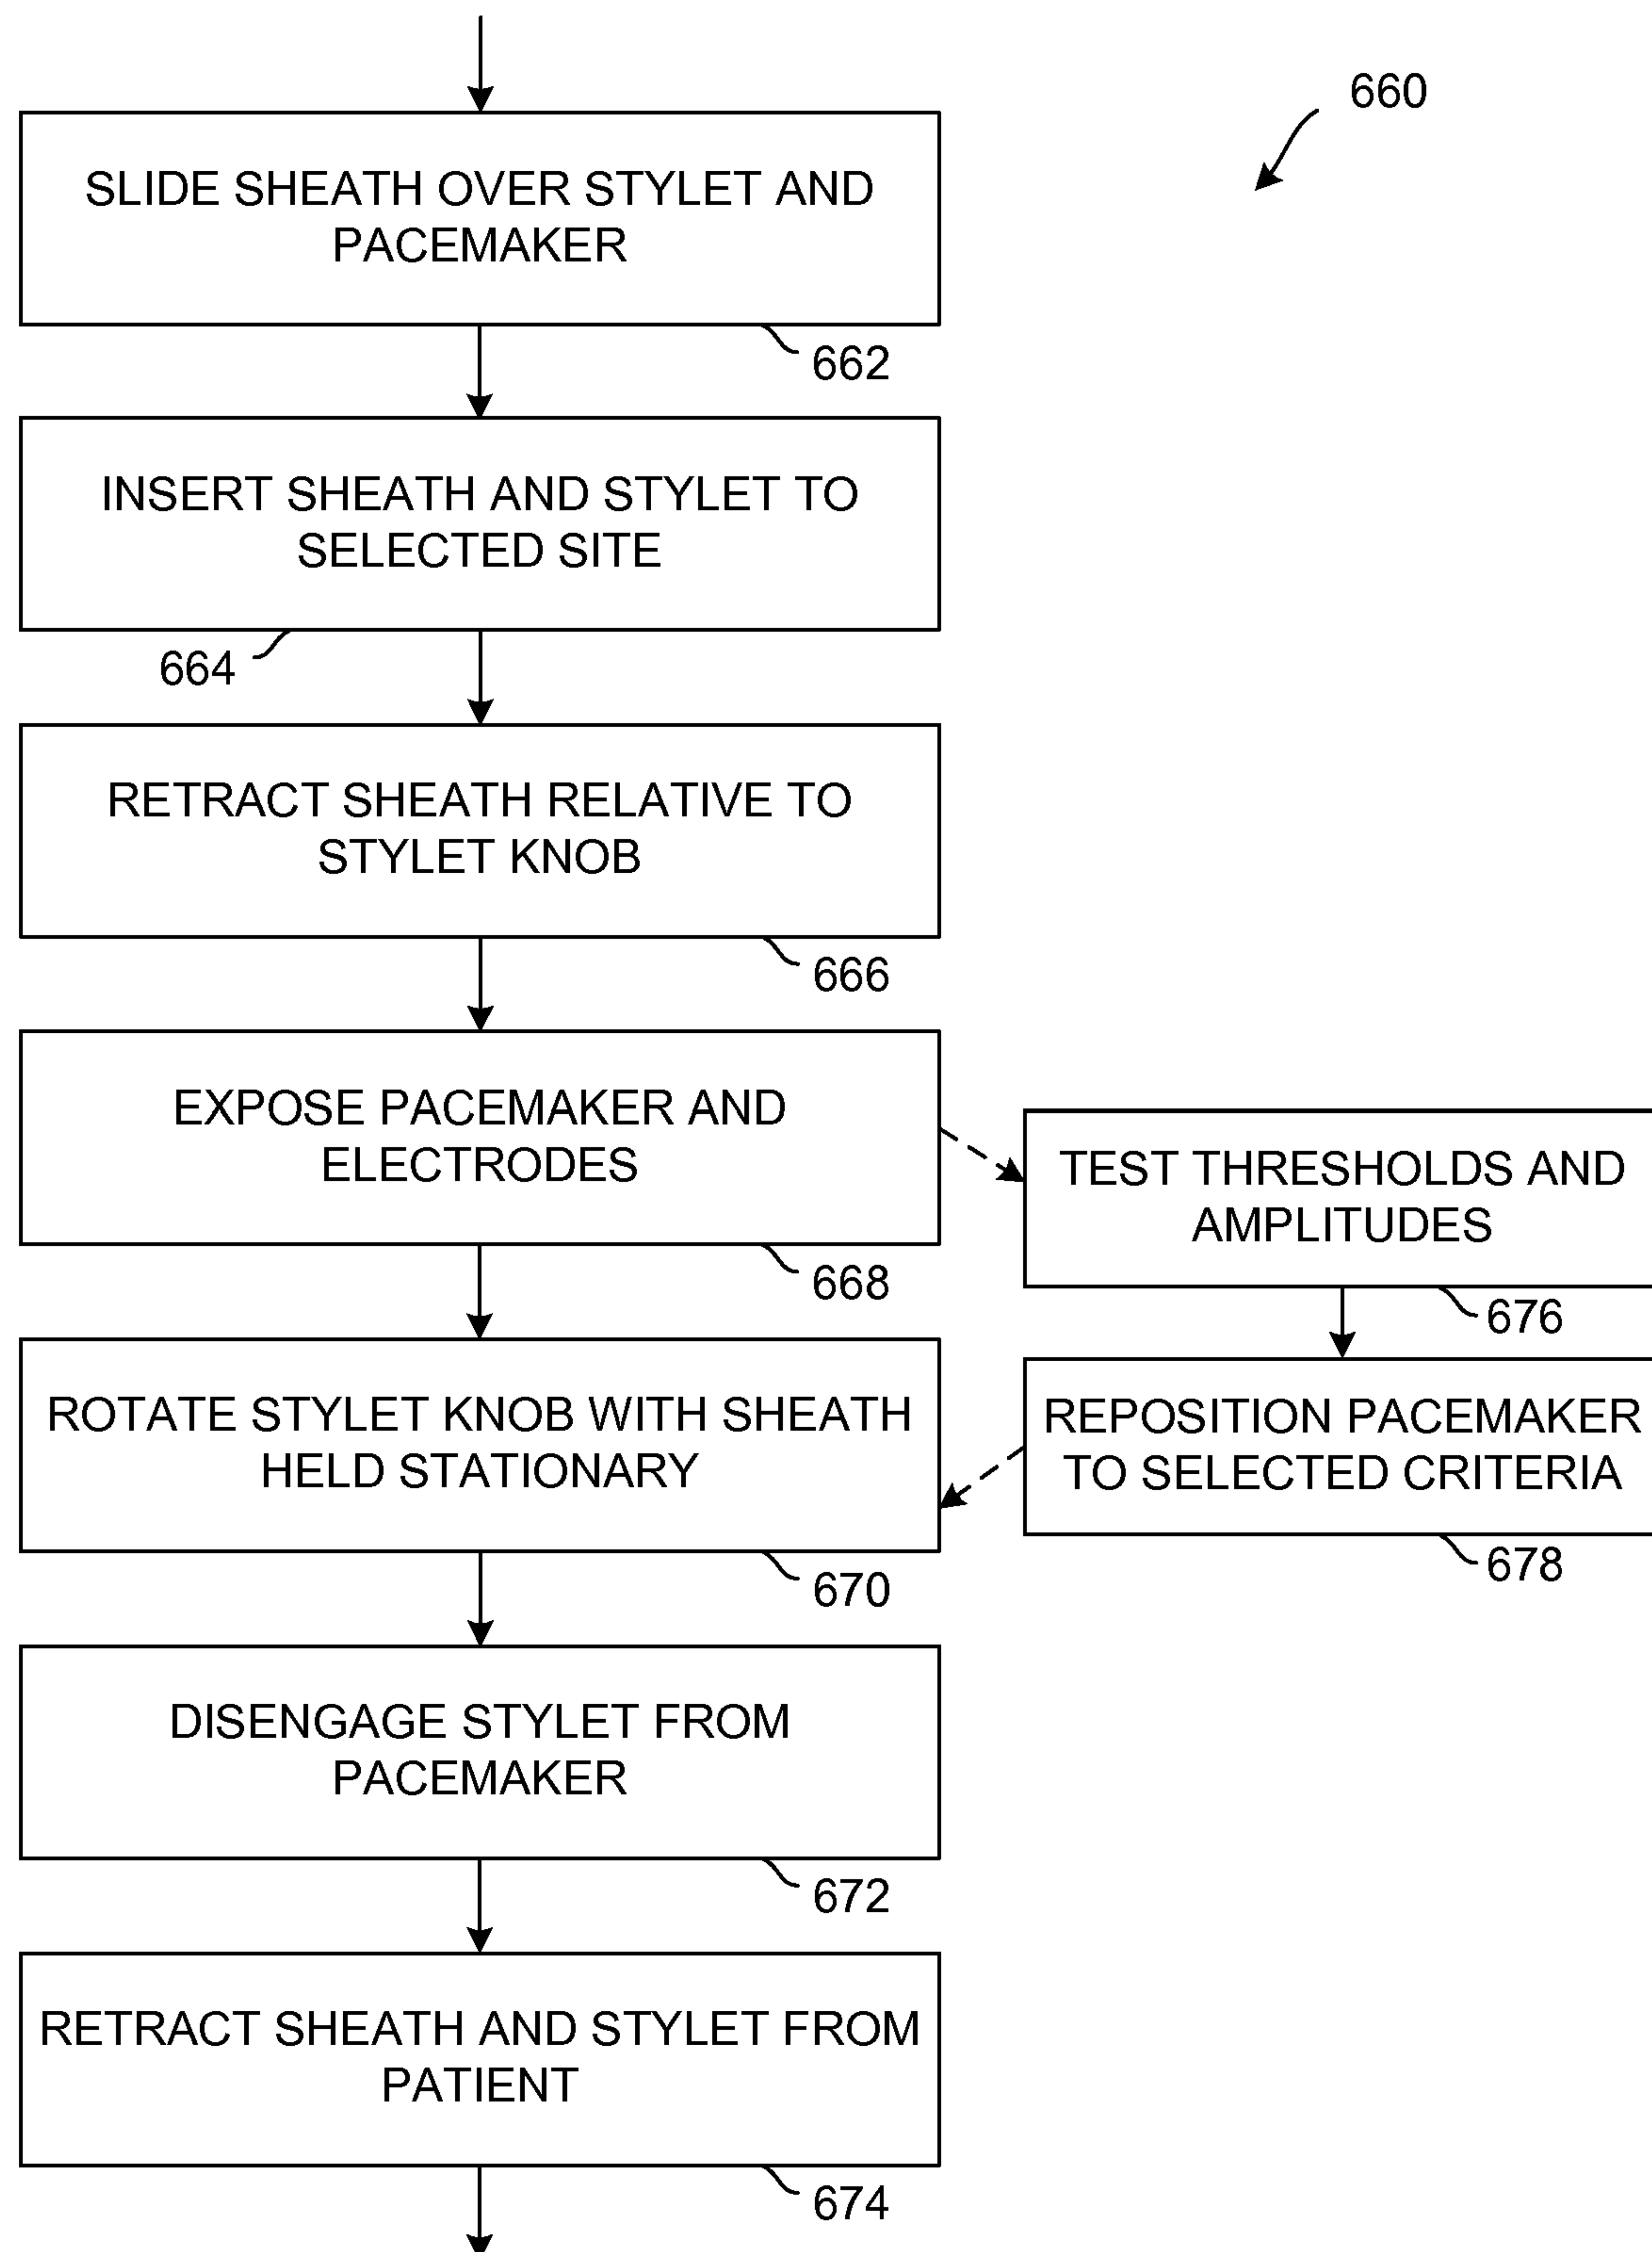 660
SLIDE SHEATH OVER STYLET AND
PACEMAKER
662
INSERT SHEATH AND STYLET TO
SELECTED SITE
664
RETRACT SHEATH RELATIVE TO
STYLET KNOB
666
EXPOSE PACEMAKER AND
ELECTRODES
668
TEST THRESHOLDS AND
AMPLITUDES
676
REPOSITION PACEMAKER
TO SELECTED CRITERIA
678
ROTATE STYLET KNOB WITH SHEATH
HELD STATIONARY
670
DISENGAGE STYLET FROM
PACEMAKER
672
RETRACT SHEATH AND STYLET FROM
PATIENT
674